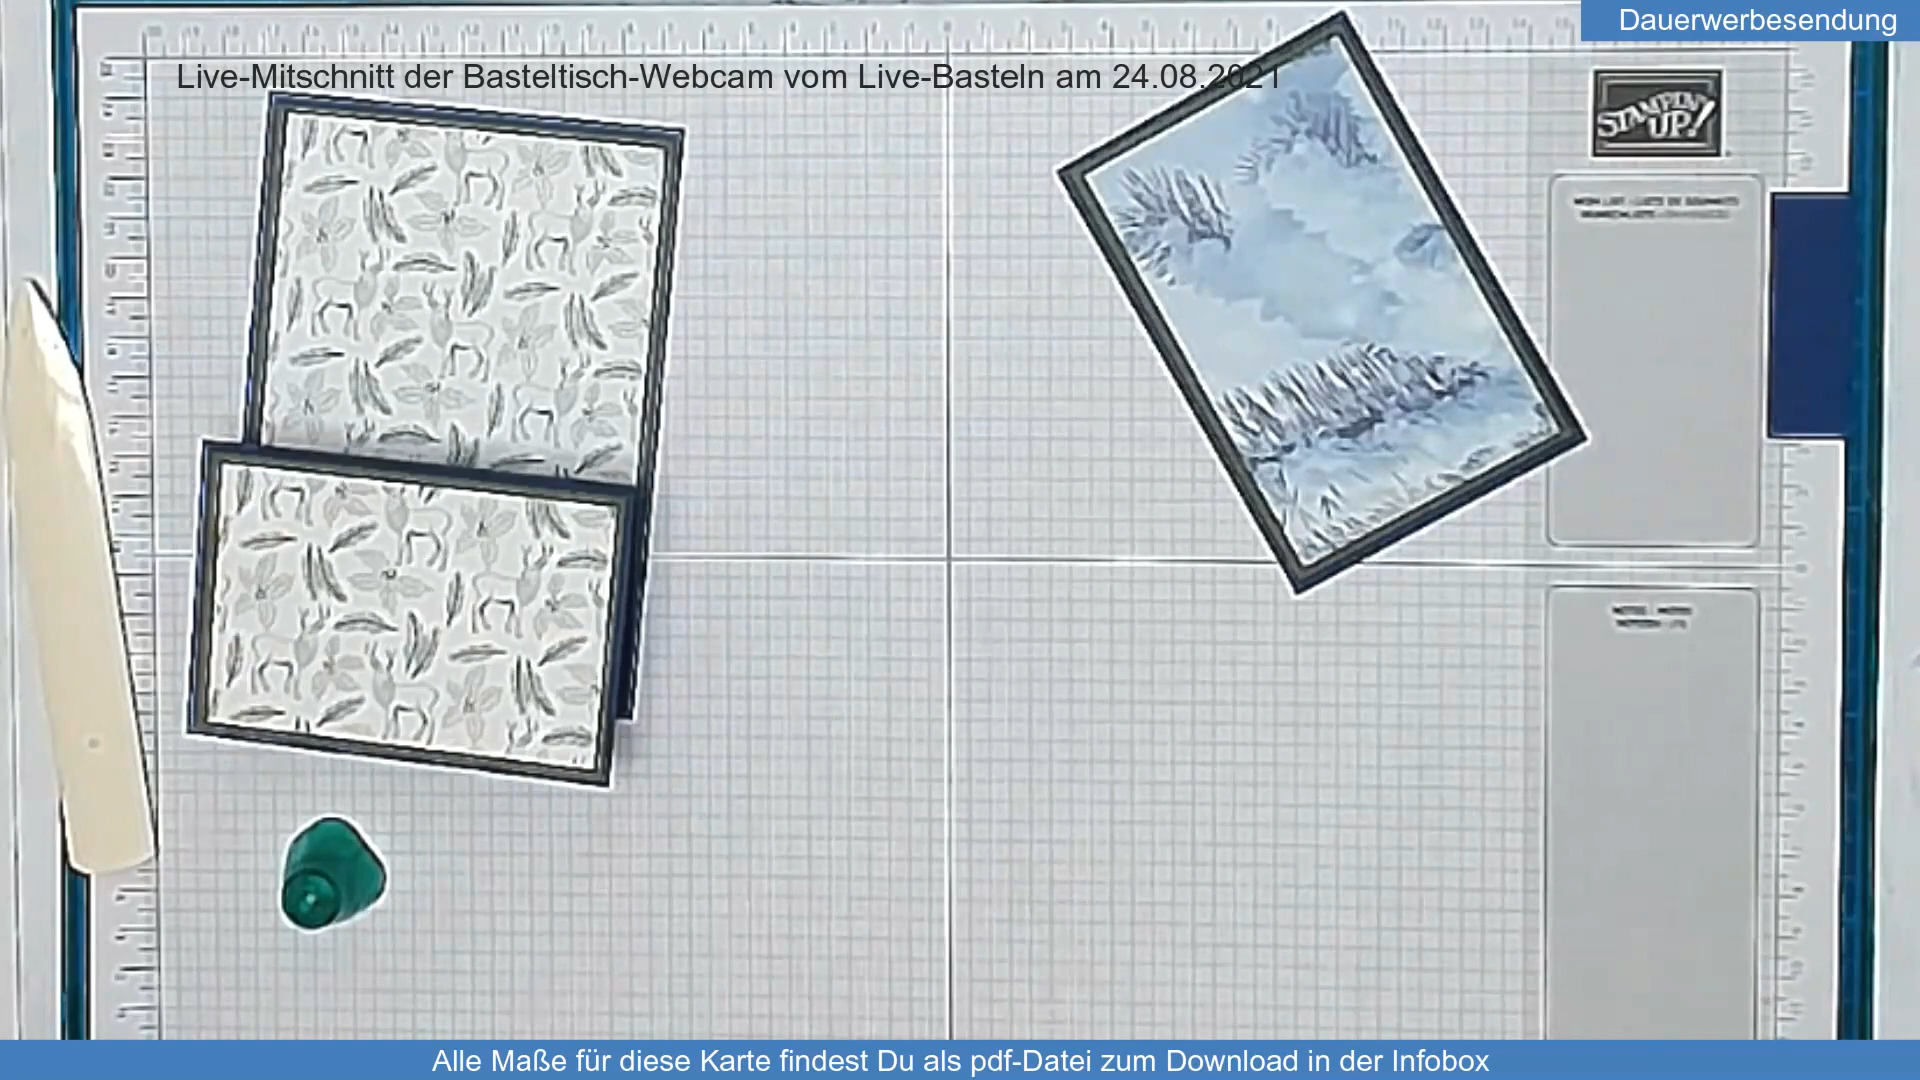 Dauerwerbesendung
Live-Mitschnitt der Basteltisch-Webcam vom Live-Basteln am 24.08.2021
STAMPIN' UP!
Alle Maße für diese Karte findest Du als pdf-Datei zum Download in der Infobox